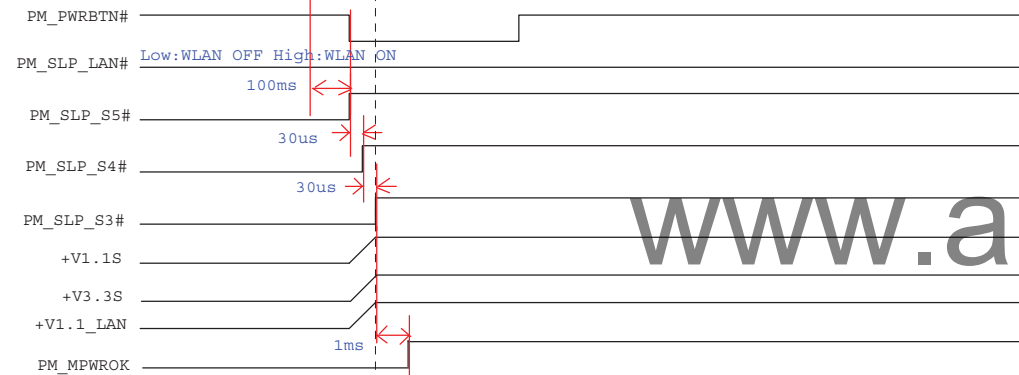 PM_PWRBTN#
Low:WLAN OFF High:WLAN ON
PM_SLP_LAN#
100ms
PM_SLP_S5#
30us
PM_SLP_S4#
30us
PM_SLP_S3#
www.a
+V1.1S
+V3.3S
+V1.1_LAN
1ms
PM_MPWROK